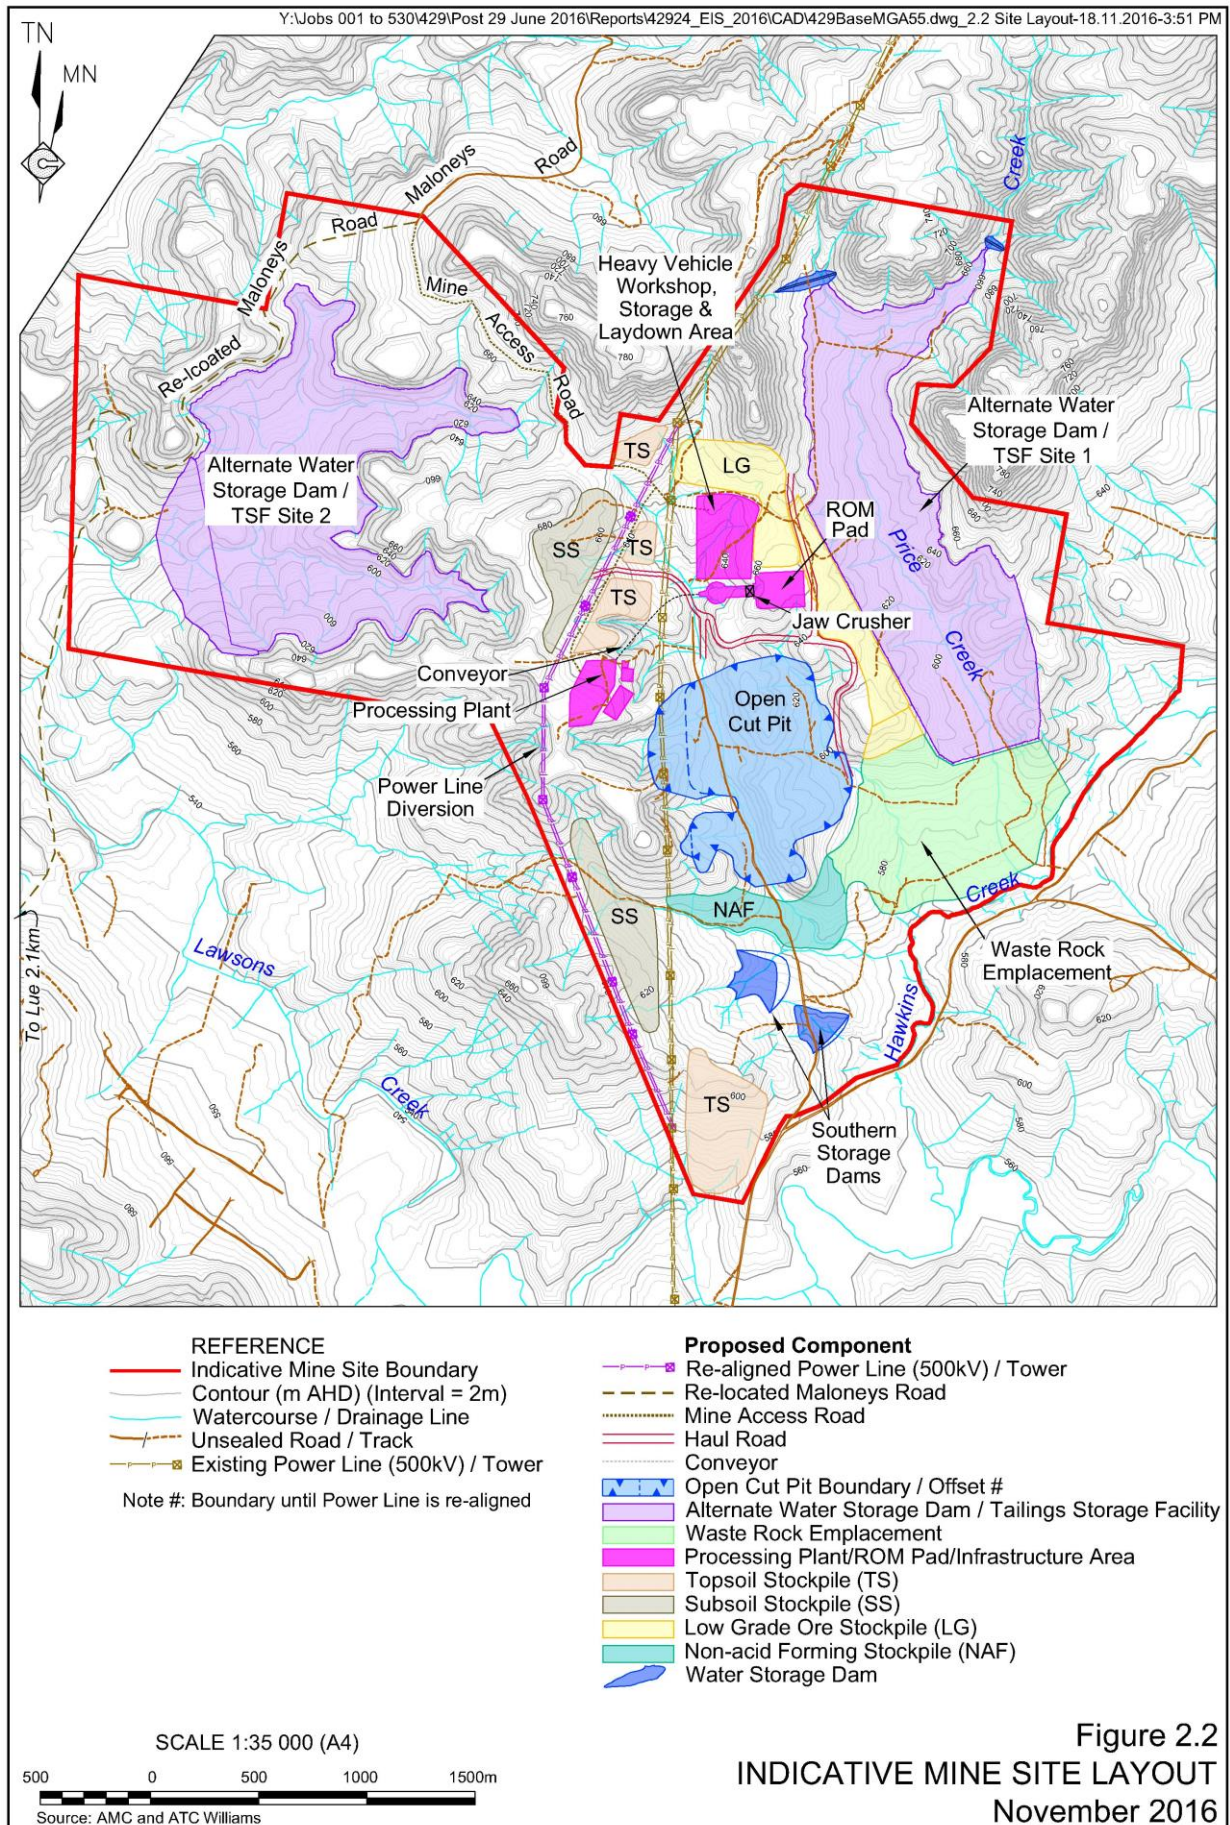 Y:\Jobs 001 to 530\429\Post 29 June 2016\Reports\42924_EIS_2016\CAD\429BaseMGA55.dwg_2.2 Site Layout-18.11.2016-3:51 PM
TN
MN
Maloneys
Road
Creek
Road
Maloneys
Mine
Access
Road
Re-lcoated
Heavy Vehicle
Workshop,
Storage &
Laydown Area
Alternate Water
Storage Dam /
TSF Site 1
Alternate Water
Storage Dam /
TSF Site 2
TS
LG
ROM
Pad
SS
TS
TS
Price
Creek
Jaw Crusher
Conveyor
Processing Plant
Open
Cut Pit
Power Line
Diversion
SS
NAF
Creek
Waste Rock
Emplacement
Lawsons
Creek
Hawkins
To Lue 2.1km
TS
600
Southern
Storage
Dams
REFERENCE
Indicative Mine Site Boundary
Contour (m AHD) (Interval = 2m)
Watercourse / Drainage Line
Unsealed Road / Track
Existing Power Line (500kV) / Tower
Note #: Boundary until Power Line is re-aligned
Proposed Component
Re-aligned Power Line (500kV) / Tower
Re-located Maloneys Road
Mine Access Road
Haul Road
Conveyor
Open Cut Pit Boundary / Offset #
Alternate Water Storage Dam / Tailings Storage Facility
Waste Rock Emplacement
Processing Plant/ROM Pad/Infrastructure Area
Topsoil Stockpile (TS)
Subsoil Stockpile (SS)
Low Grade Ore Stockpile (LG)
Non-acid Forming Stockpile (NAF)
Water Storage Dam
SCALE 1:35 000 (A4)
500 0 500 1000 1500m
Source: AMC and ATC Williams
Figure 2.2
INDICATIVE MINE SITE LAYOUT
November 2016